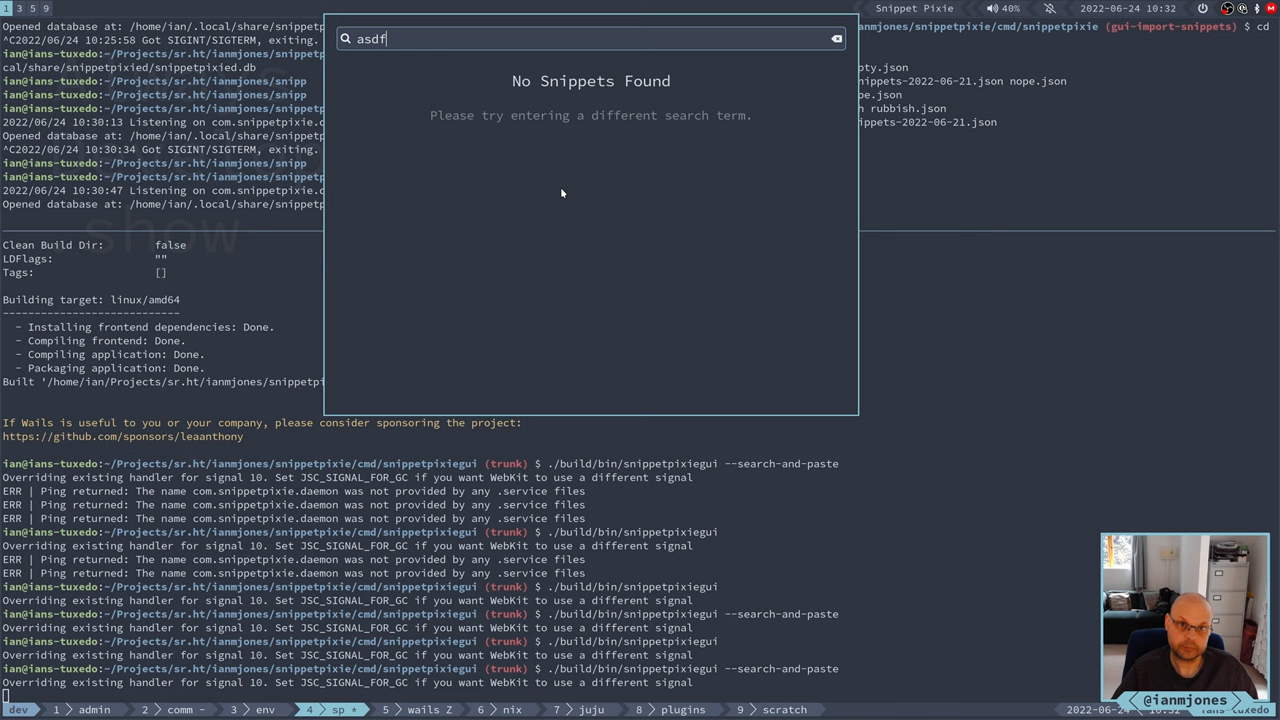 1 3 5 9
Snippet Pixie 40% 2022-06-24 10:32
Opened database at: /home/ian/.local/share/snippetp
^C2022/06/24 10:25:58 Got SIGINT/SIGTERM, exiting.
ian@ians-tuxedo:~/Projects/sr.ht/ianmjones/snippetp
cal/share/snippetpixied/snippetpixied.db
ian@ians-tuxedo:~/Projects/sr.ht/ianmjones/snipp
ian@ians-tuxedo:~/Projects/sr.ht/ianmjones/snipp
ian@ians-tuxedo:~/Projects/sr.ht/ianmjones/snipp
2022/06/24 10:30:13 Listening on com.snippetpixie.d
Opened database at: /home/ian/.local/share/snippetp
^C2022/06/24 10:30:34 Got SIGINT/SIGTERM, exiting.
ian@ians-tuxedo:~/Projects/sr.ht/ianmjones/snipp
2022/06/24 10:30:47 Listening on com.snippetpixie.d
Opened database at: /home/ian/.local/share/snippetp
asdf
No Snippets Found
Please try entering a different search term.
anmjones/snippetpixie/cmd/snippetpixie (gui-import-snippets) $ cd
pty.json
ippets-2022-06-21.json nope.json
pe.json
n rubbish.json
ippets-2022-06-21.json
show
Clean Build Dir: false
LDFlags: ""
Tags: []
Building target: linux/amd64
---------------------------
- Installing frontend dependencies: Done.
- Compiling frontend: Done.
- Compiling application: Done.
- Packaging application: Done.
Built '/home/ian/Projects/sr.ht/ianmjones/snippetpi
If Wails is useful to you or your company, please consider sponsoring the project:
https://github.com/sponsors/leaanthony
ian@ians-tuxedo:~/Projects/sr.ht/ianmjones/snippetpixie/cmd/snippetpixiegui (trunk) $ ./build/bin/snippetpixiegui --search-and-paste
Overriding existing handler for signal 10. Set JSC_SIGNAL_FOR_GC if you want WebKit to use a different signal
ERR | Ping returned: The name com.snippetpixie.daemon was not provided by any .service files
ERR | Ping returned: The name com.snippetpixie.daemon was not provided by any .service files
ERR | Ping returned: The name com.snippetpixie.daemon was not provided by any .service files
ian@ians-tuxedo:~/Projects/sr.ht/ianmjones/snippetpixie/cmd/snippetpixiegui (trunk) $ ./build/bin/snippetpixiegui
Overriding existing handler for signal 10. Set JSC_SIGNAL_FOR_GC if you want WebKit to use a different signal
ERR | Ping returned: The name com.snippetpixie.daemon was not provided by any .service files
ERR | Ping returned: The name com.snippetpixie.daemon was not provided by any .service files
ian@ians-tuxedo:~/Projects/sr.ht/ianmjones/snippetpixie/cmd/snippetpixiegui (trunk) $ ./build/bin/snippetpixiegui
Overriding existing handler for signal 10. Set JSC_SIGNAL_FOR_GC if you want WebKit to use a different signal
ian@ians-tuxedo:~/Projects/sr.ht/ianmjones/snippetpixie/cmd/snippetpixiegui (trunk) $ ./build/bin/snippetpixiegui --search-and-paste
Overriding existing handler for signal 10. Set JSC_SIGNAL_FOR_GC if you want WebKit to use a different signal
ian@ians-tuxedo:~/Projects/sr.ht/ianmjones/snippetpixie/cmd/snippetpixiegui (trunk) $ ./build/bin/snippetpixiegui
Overriding existing handler for signal 10. Set JSC_SIGNAL_FOR_GC if you want WebKit to use a different signal
ian@ians-tuxedo:~/Projects/sr.ht/ianmjones/snippetpixie/cmd/snippetpixiegui (trunk) $ ./build/bin/snippetpixiegui --search-and-paste
Overriding existing handler for signal 10. Set JSC_SIGNAL_FOR_GC if you want WebKit to use a different signal
@ianmjones
dev 1 admin 2 comm - 3 env 4 sp * 5 wails Z 6 nix 7 juju 8 plugins 9 scratch 2022-06-24